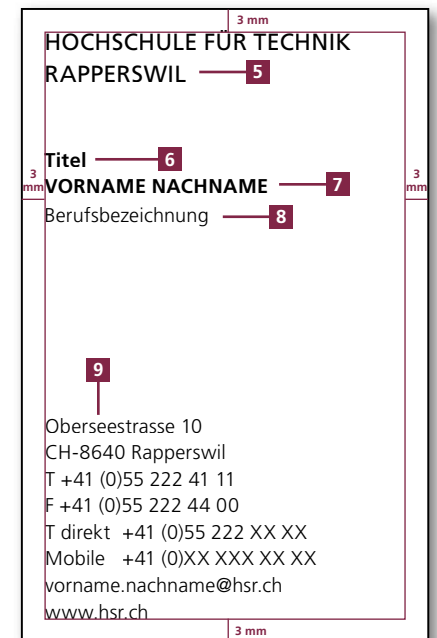 3 mm
HOCHSCHULE FÜR TECHNIK
RAPPERSWIL 5
Titel 6
3 mm
VORNAME NACHNAME 7
3 mm
Berufsbezeichnung 8
9
Oberseestrasse 10
CH-8640 Rapperswil
T +41 (0)55 222 41 11
F +41 (0)55 222 44 00
T direkt +41 (0)55 222 XX XX
Mobile +41 (0)XX XXX XX XX
vorname.nachname@hsr.ch
www.hsr.ch
3 mm